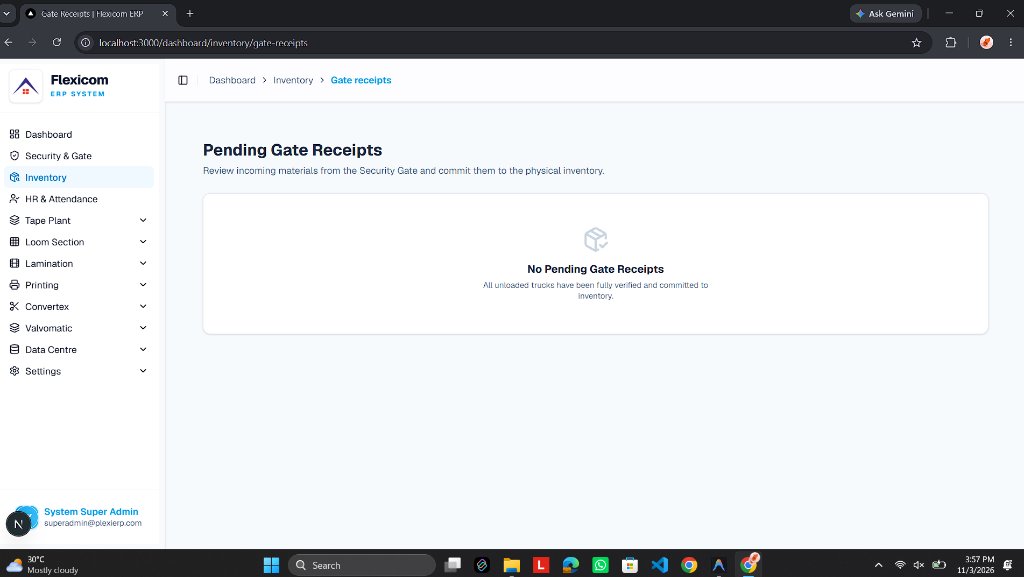 Gate Receipts | Flexicom ERP
Ask Gemini
localhost:3000/dashboard/inventory/gate-receipts
Flexicom
ERP SYSTEM
Dashboard
Inventory
Gate receipts
Dashboard
Security & Gate
Inventory
HR & Attendance
Tape Plant
Loom Section
Lamination
Printing
Convertex
Valvomatic
Data Centre
Settings
Pending Gate Receipts
Review incoming materials from the Security Gate and commit them to the physical inventory.
No Pending Gate Receipts
All unloaded trucks have been fully verified and committed to
inventory.
N
System Super Admin
superadmin@plexierp.com
30°C
Mostly cloudy
Search
L
3:57 PM
11/3/2026